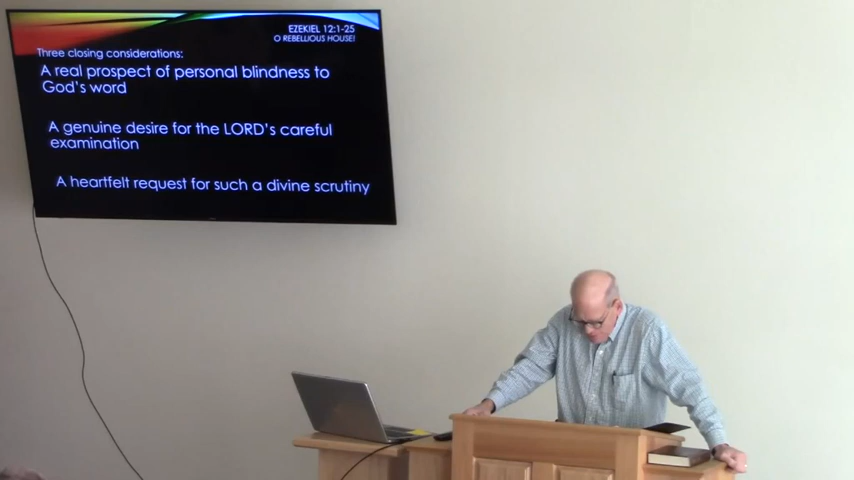 EZEKIEL 12:1-25
O REBELLIOUS HOUSE!
Three closing considerations:
A real prospect of personal blindness to
God's word
A genuine desire for the LORD's careful
examination
A heartfelt request for such a divine scrutiny